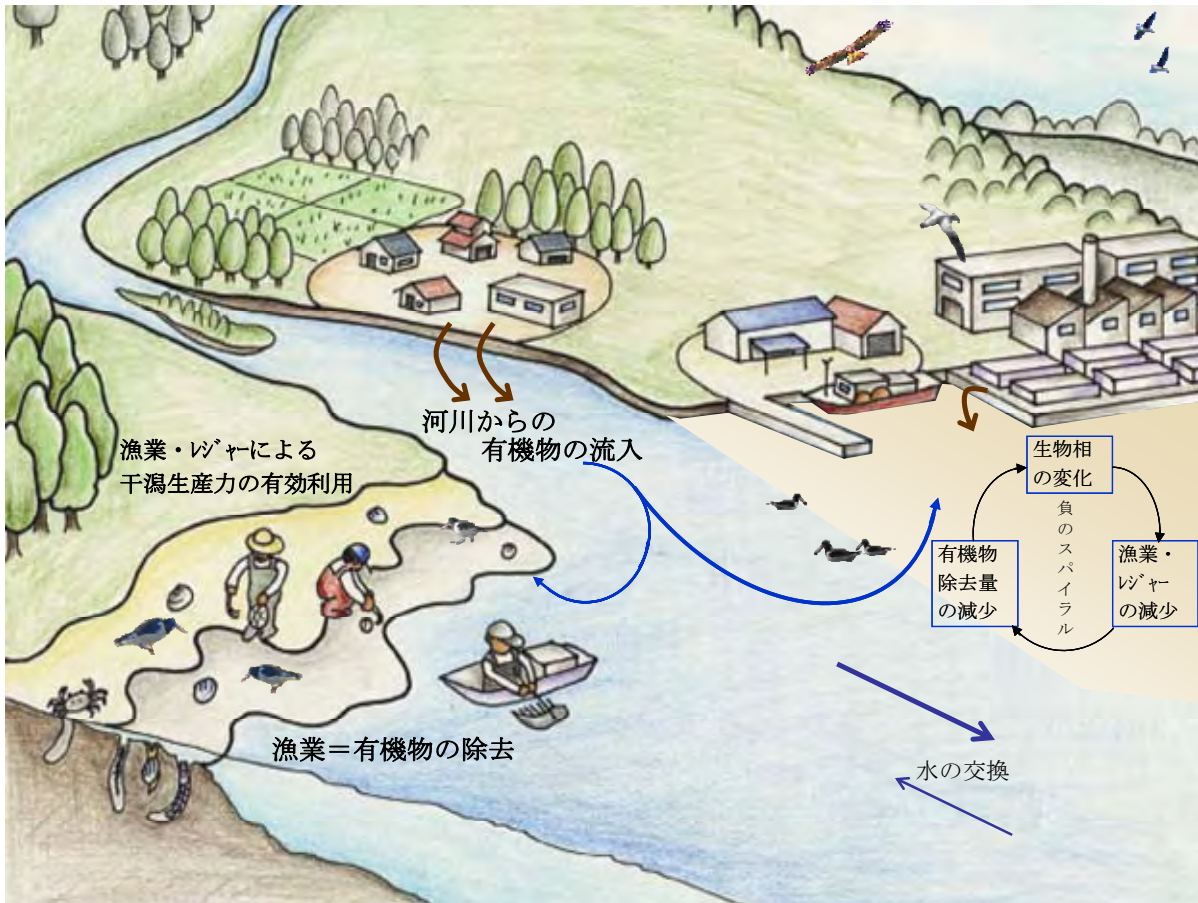 河川からの
有機物の流入
漁業・ﾚｼﾞｬｰによる
干潟生産力の有効利用
生物相
の変化
負のスパイラル
有機物
除去量
の減少
漁業・
ﾚｼﾞｬｰ
の減少
漁業＝有機物の除去
水の交換